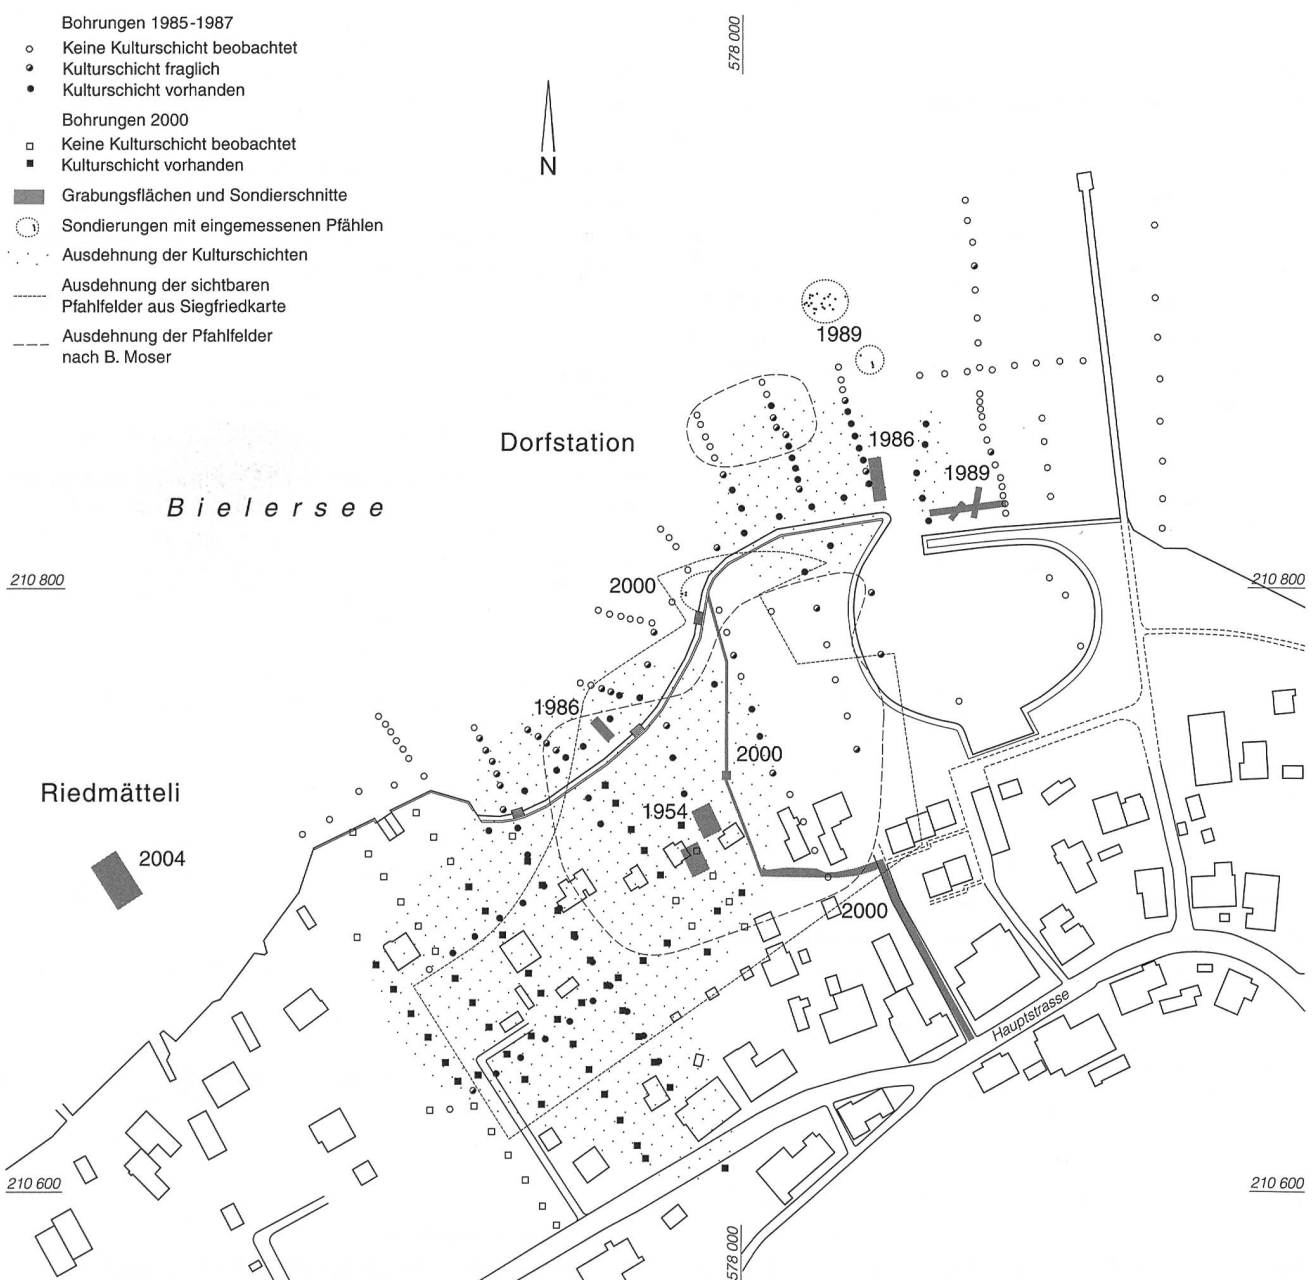 Bohrungen 1985-1987
Keine Kulturschicht beobachtet
Kulturschicht fraglich
Kulturschicht vorhanden
Bohrungen 2000
Keine Kulturschicht beobachtet
Kulturschicht vorhanden
Grabungsflächen und Sondierschnitte
Sondierungen mit eingemessenen Pfählen
Ausdehnung der Kulturschichten
Ausdehnung der sichtbaren
Pfahlfelder aus Siegfriedkarte
Ausdehnung der Pfahlfelder
nach B. Moser
578 000
N
1989
Dorfstation
1986
1989
Bielersee
210 800
2000
210 800
1986
2000
Riedmätteli
1954
2004
2000
Hauptstrasse
210 600
210 600
578 000